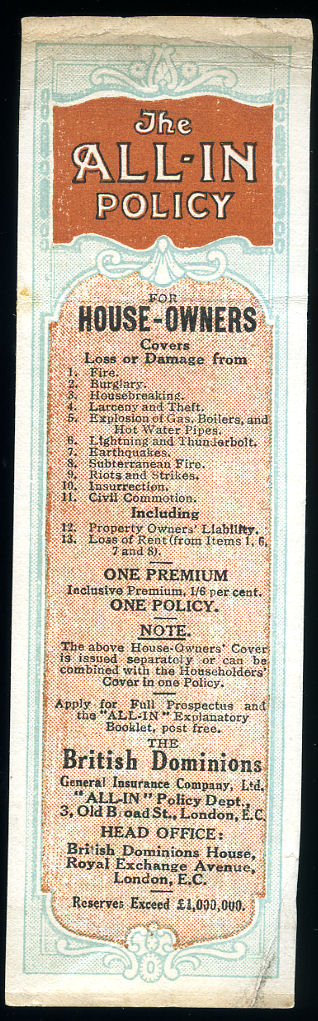 The
ALL-IN
POLICY
FOR
HOUSE-OWNERS
Covers
Loss or Damage from
1. Fire.
2. Burglary.
3. Housebreaking.
4. Larceny and Theft.
5. Explosion of Gas, Boilers, and
Hot Water Pipes.
6. Lightning and Thunderbolt.
7. Earthquakes.
8. Subterranean Fire.
9. Riots and Strikes.
10. Insurrection.
11. Civil Commotion.
Including
12. Property Owners' Liability.
13. Loss of Rent (from Items 1, 6,
7 and 8).
ONE PREMIUM
Inclusive Premium, 1/6 per cent.
ONE POLICY.
NOTE.
The above House-Owners' Cover
is issued separately or can be
combined with the Householders'
Cover in one Policy.
Apply for Full Prospectus and
the "ALL-IN" Explanatory
Booklet, post free.
THE
British Dominions
General Insurance Company, Ltd.
"ALL-IN" Policy Dept.,
3, Old Broad St., London, E.C.
HEAD OFFICE:
British Dominions House,
Royal Exchange Avenue,
London, E.C.
Reserves Exceed £1,000,000.